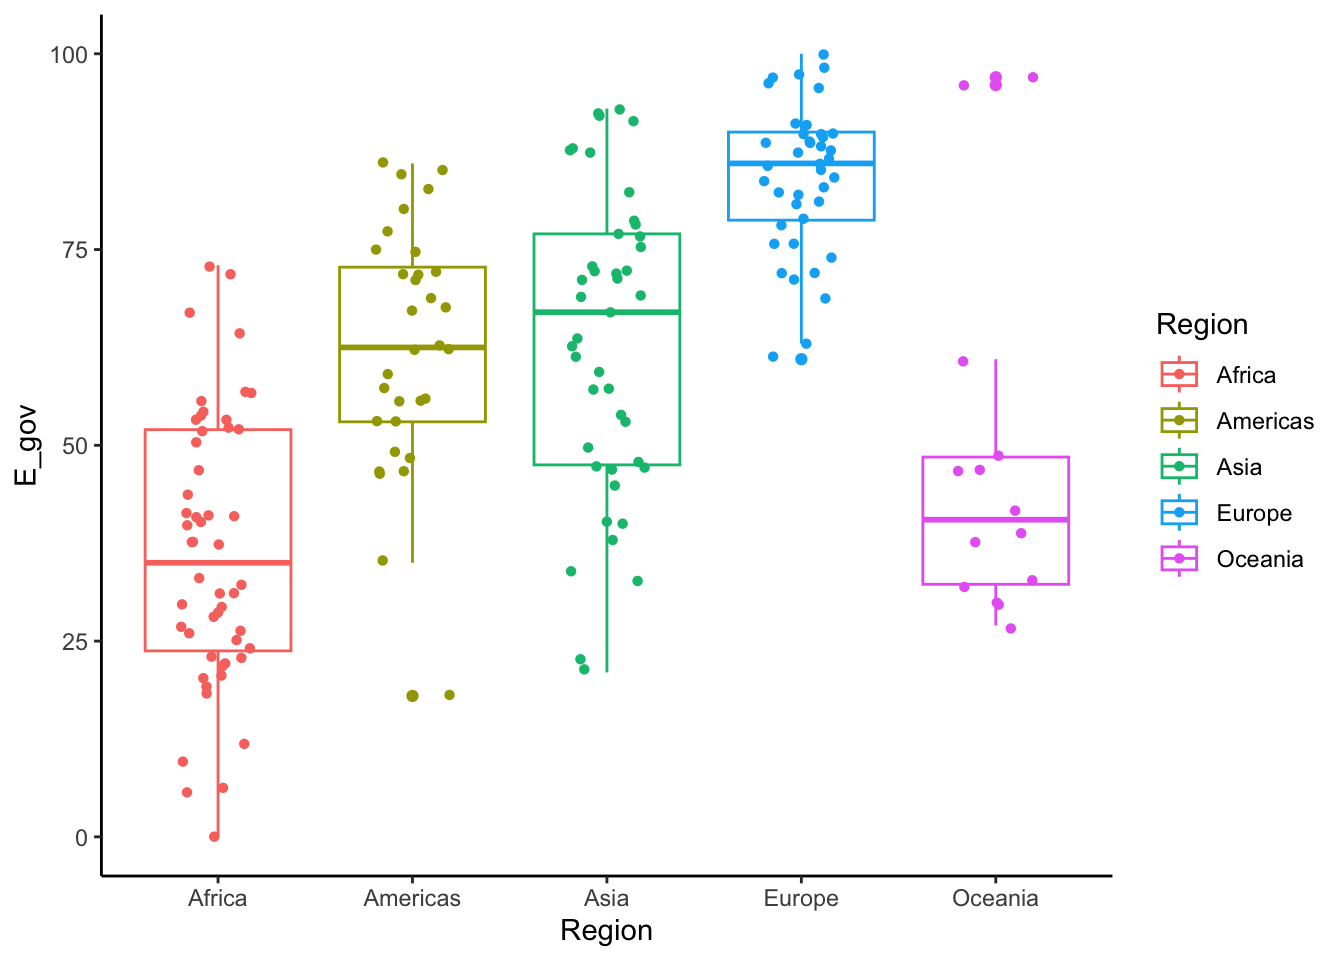 100
75
50
25
0
E_gov
Africa
Americas
Asia
Europe
Oceania
Region
Region
Africa
Americas
Asia
Europe
Oceania